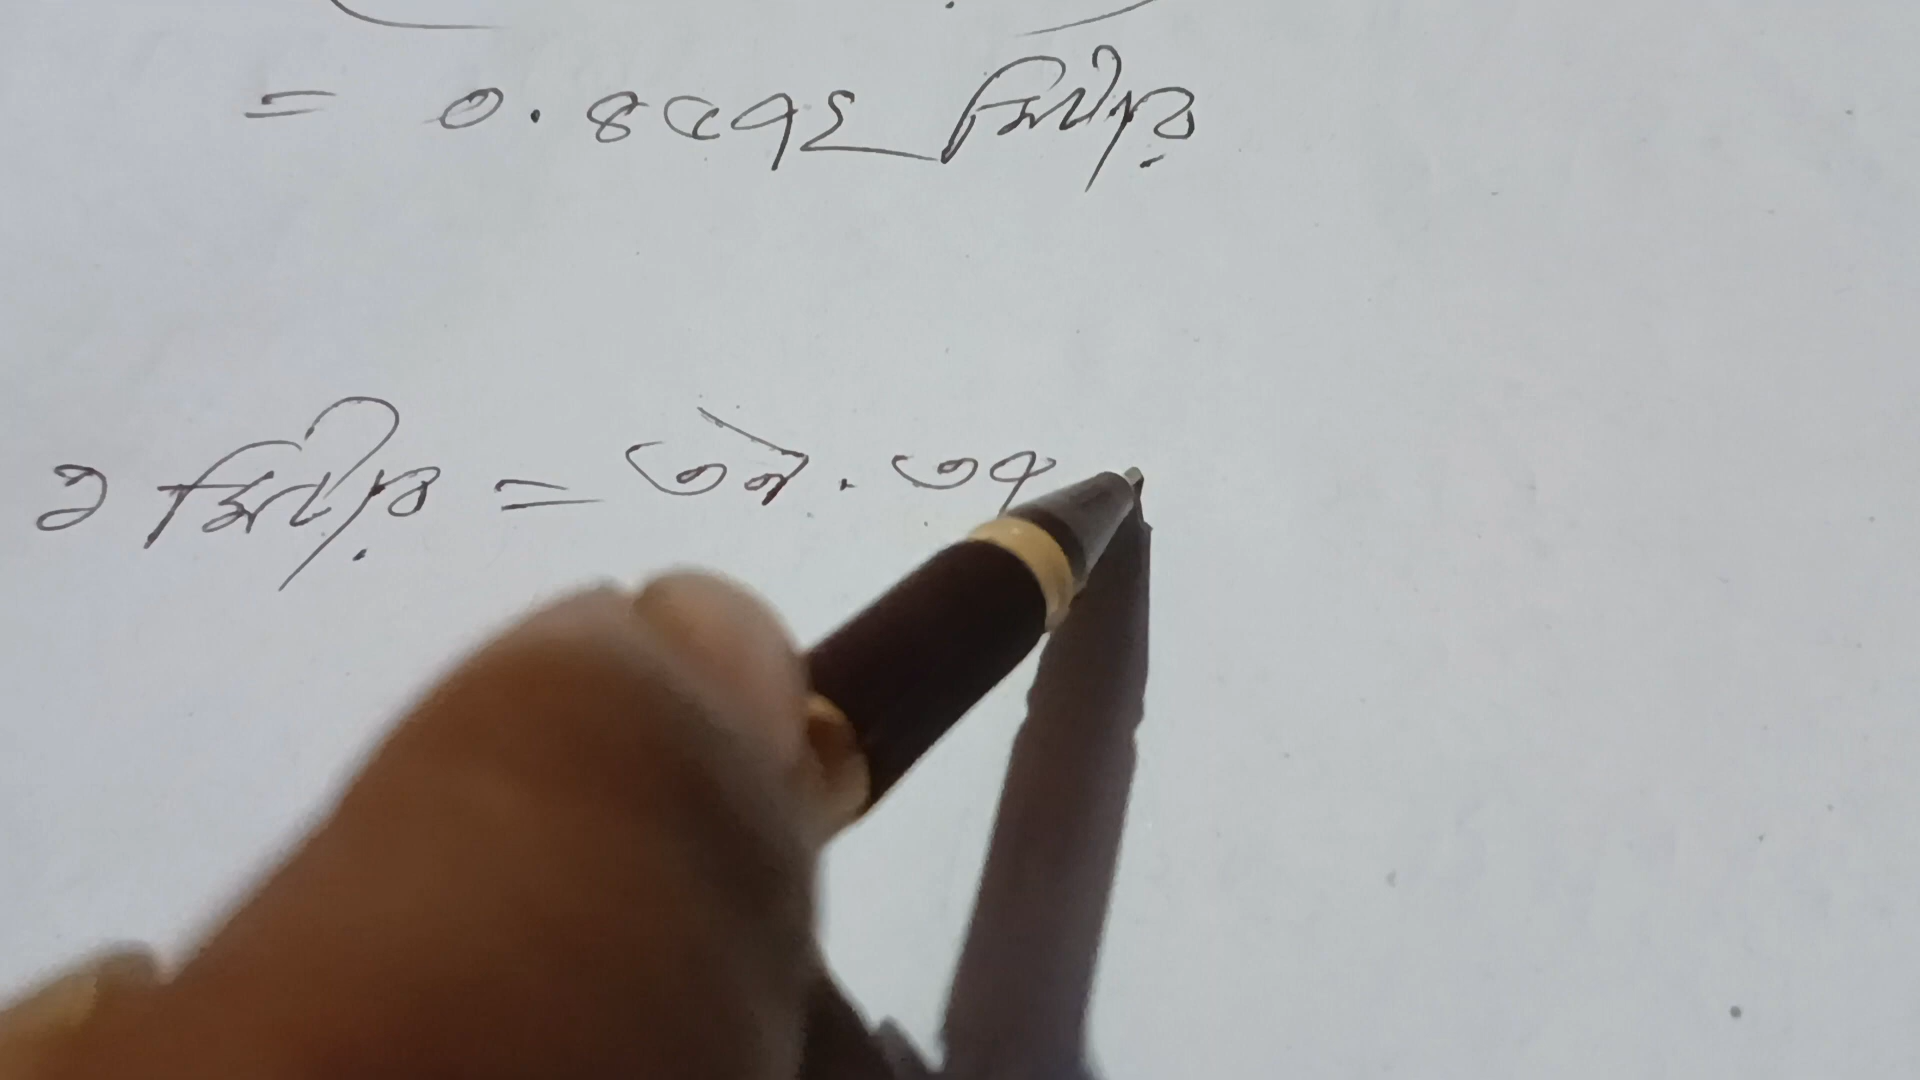 = ০.৪৫৭২ মিটার
১ মিটার = ৩৯.৩৭